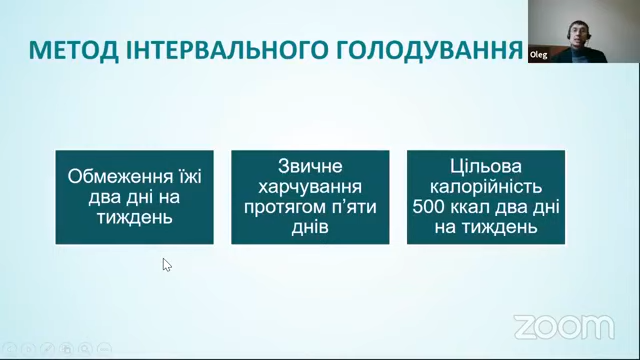 МЕТОД ІНТЕРВАЛЬНОГО ГОЛОДУВАННЯ
Oleg
Обмеження їжі
два дні на
тиждень
Звичне
харчування
протягом п’яти
днів
Цільова
калорійність
500 ккал два дні
на тиждень
zoom